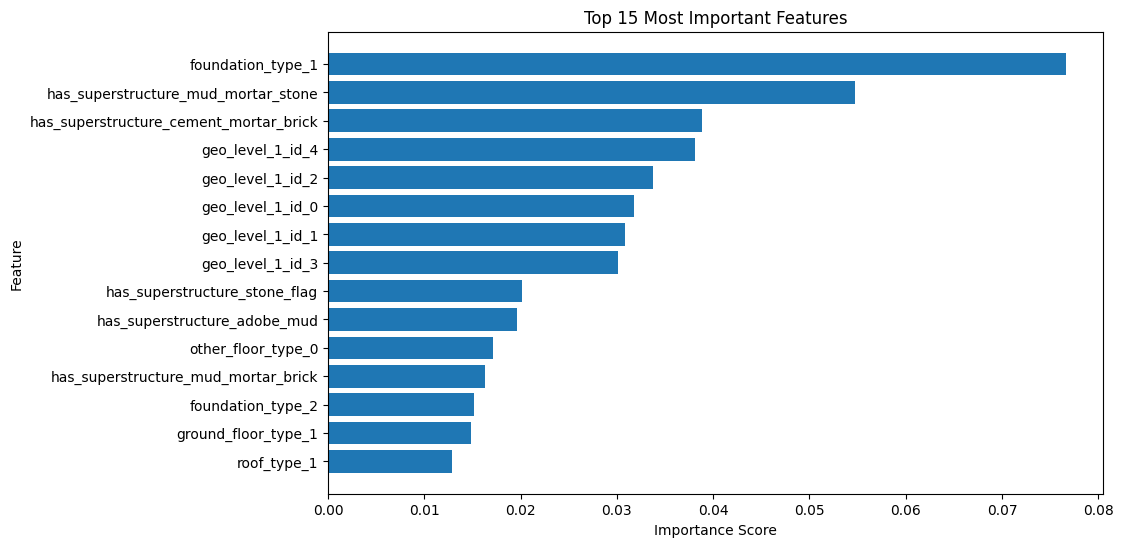 Top 15 Most Important Features
Feature
foundation_type_1
has_superstructure_mud_mortar_stone
has_superstructure_cement_mortar_brick
geo_level_1_id_4
geo_level_1_id_2
geo_level_1_id_0
geo_level_1_id_1
geo_level_1_id_3
has_superstructure_stone_flag
has_superstructure_adobe_mud
other_floor_type_0
has_superstructure_mud_mortar_brick
foundation_type_2
ground_floor_type_1
roof_type_1
0.00 0.01 0.02 0.03 0.04 0.05 0.06 0.07 0.08
Importance Score